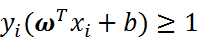 yᵢ(𝝎ᵀxᵢ + b) ≥ 1